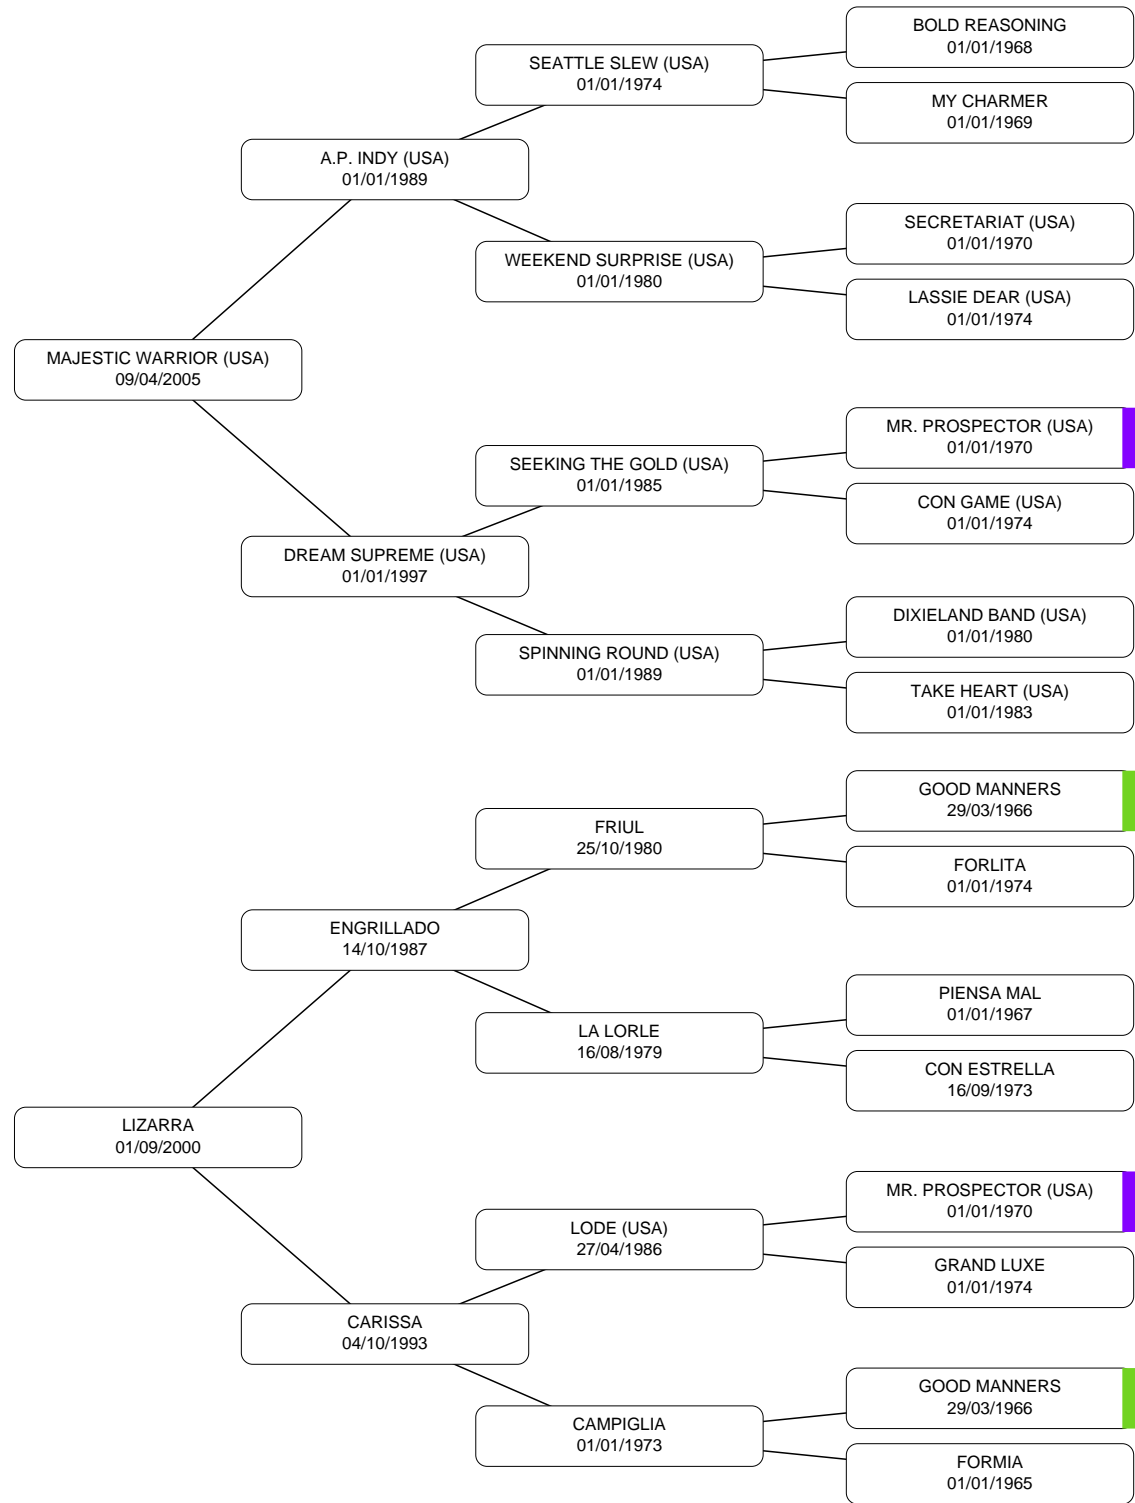 BOLD REASONING
01/01/1968
SEATTLE SLEW (USA)
01/01/1974
MY CHARMER
01/01/1969
A.P. INDY (USA)
01/01/1989
SECRETARIAT (USA)
01/01/1970
WEEKEND SURPRISE (USA)
01/01/1980
LASSIE DEAR (USA)
01/01/1974
MAJESTIC WARRIOR (USA)
09/04/2005
MR. PROSPECTOR (USA)
01/01/1970
SEEKING THE GOLD (USA)
01/01/1985
CON GAME (USA)
01/01/1974
DREAM SUPREME (USA)
01/01/1997
DIXIELAND BAND (USA)
01/01/1980
SPINNING ROUND (USA)
01/01/1989
TAKE HEART (USA)
01/01/1983
GOOD MANNERS
29/03/1966
FRIUL
25/10/1980
FORLITA
01/01/1974
ENGRILLADO
14/10/1987
PIENSA MAL
01/01/1967
LA LORLE
16/08/1979
CON ESTRELLA
16/09/1973
LIZARRA
01/09/2000
MR. PROSPECTOR (USA)
01/01/1970
LODE (USA)
27/04/1986
GRAND LUXE
01/01/1974
CARISSA
04/10/1993
GOOD MANNERS
29/03/1966
CAMPIGLIA
01/01/1973
FORMIA
01/01/1965